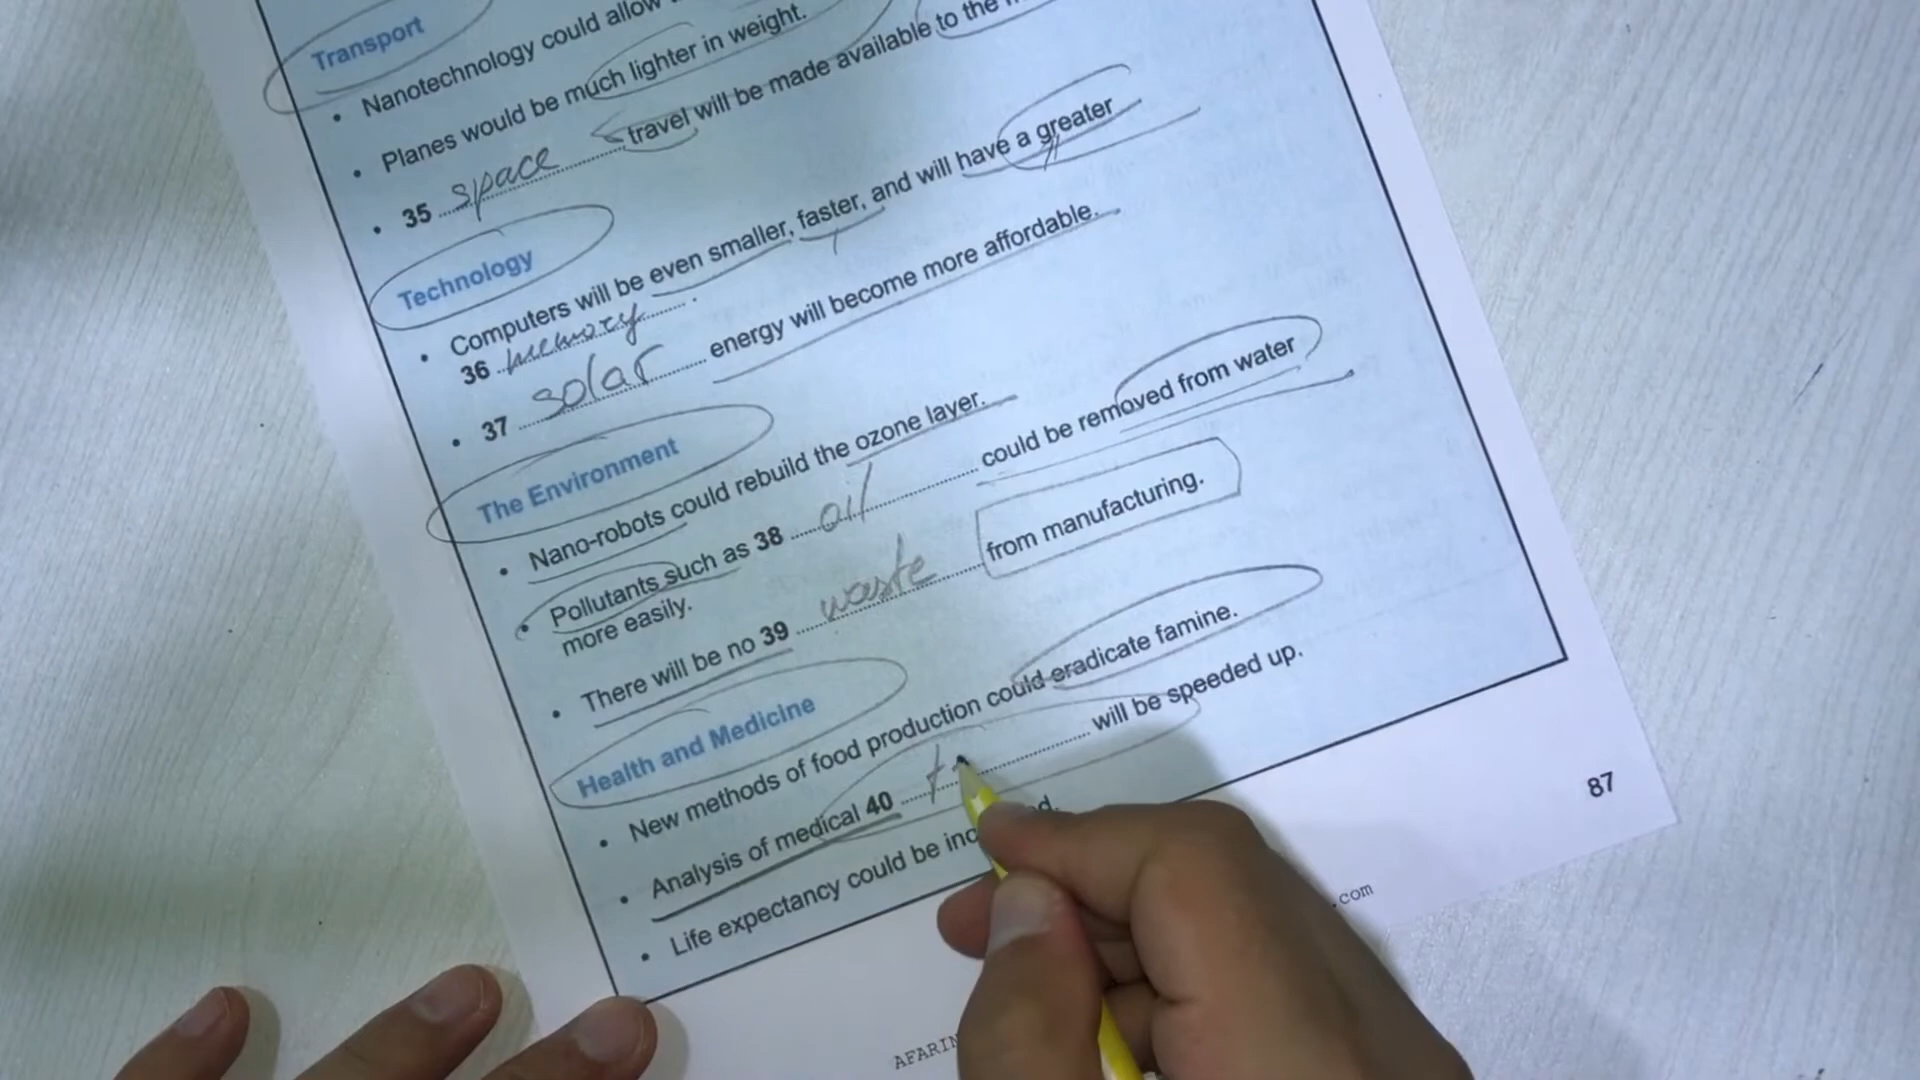 Transport
• Nanotechnology could allow
• Planes would be much lighter in weight.
• 35 space travel will be made available to the
Technology
• Computers will be even smaller, faster, and will have a greater
36 memory.
• 37 solar energy will become more affordable.
The Environment
• Nano-robots could rebuild the ozone layer.
• Pollutants such as 38 oil could be removed from water
more easily.
• There will be no 39 waste from manufacturing.
Health and Medicine
• New methods of food production could eradicate famine.
• Analysis of medical 40 te will be speeded up.
• Life expectancy could be inc d.
87
.com
AFARIN